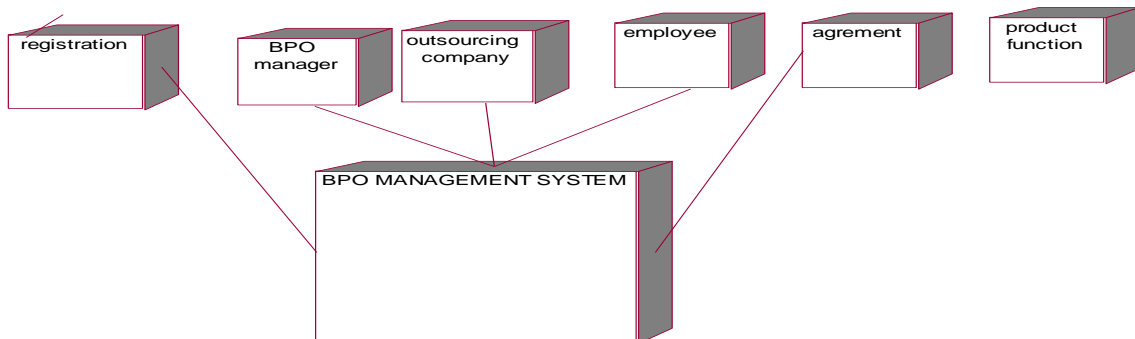 registration
BPO
manager
outsourcing
company
employee
agrement
product
function
BPO MANAGEMENT SYSTEM